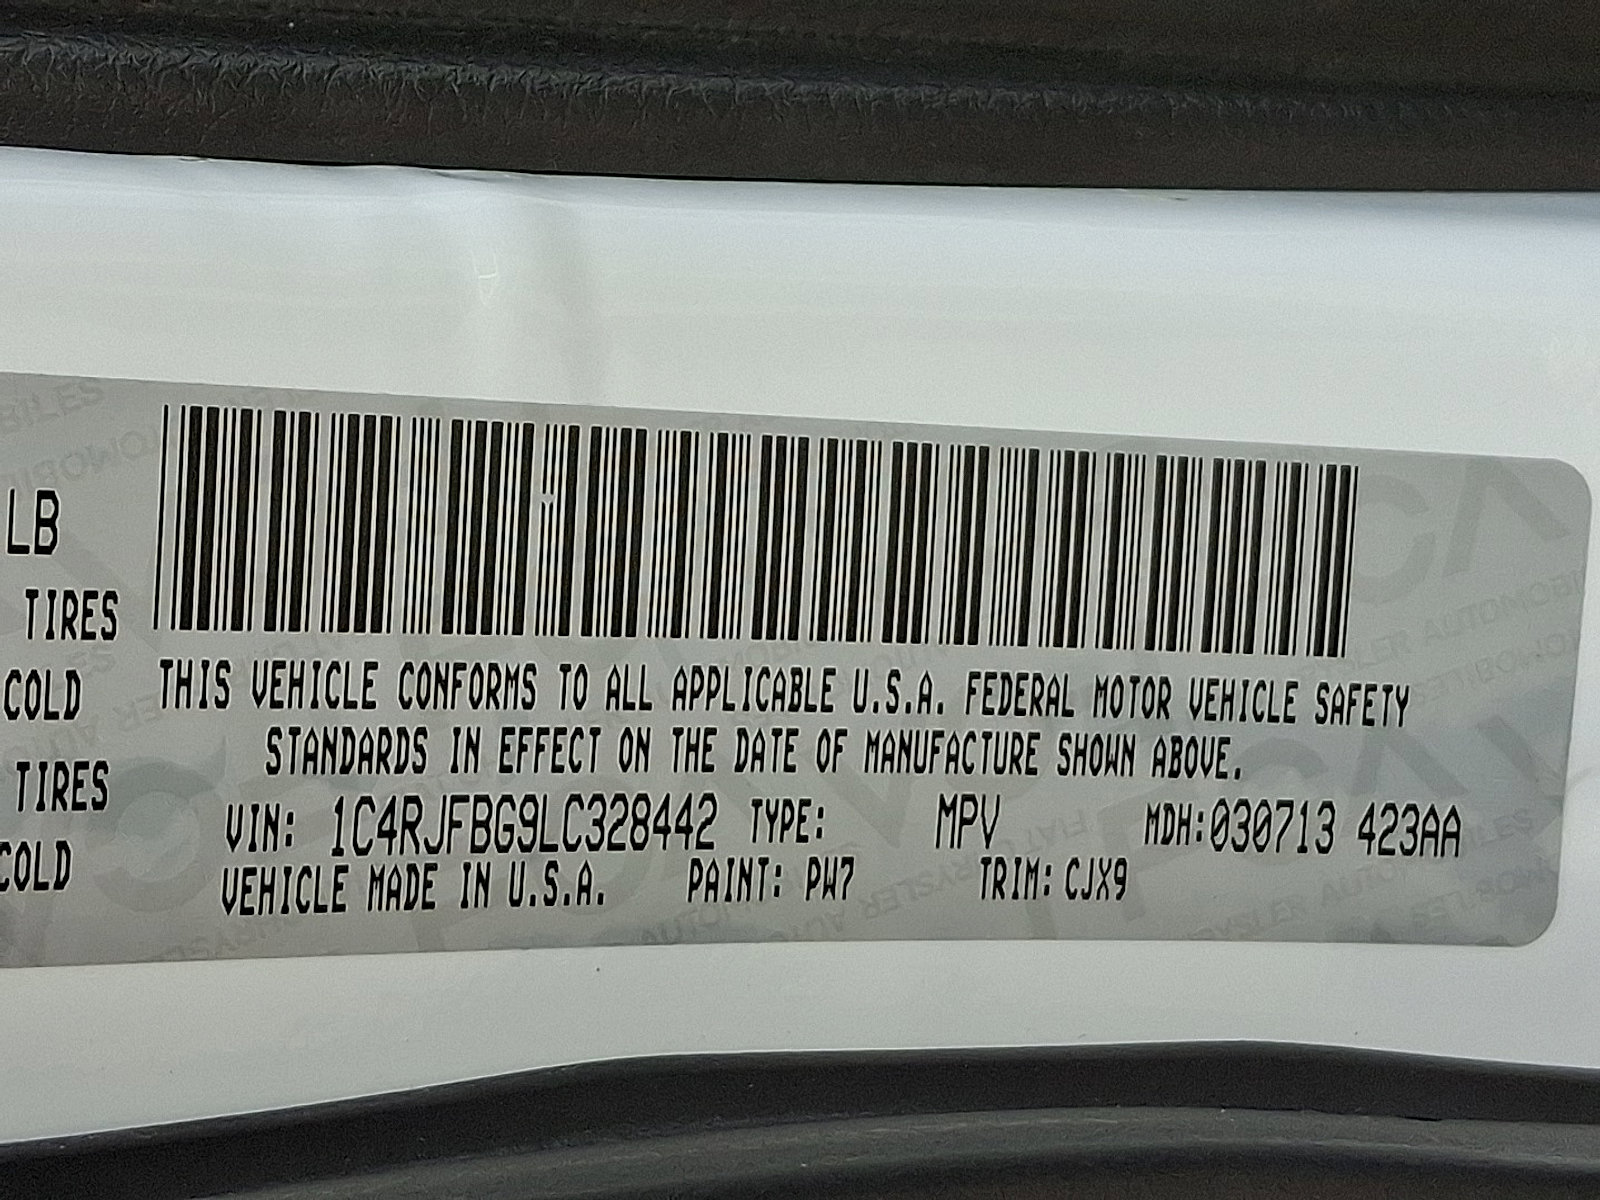 LB
TIRES
COLD
TIRES
COLD
THIS VEHICLE CONFORMS TO ALL APPLICABLE U.S.A. FEDERAL MOTOR VEHICLE SAFETY
STANDARDS IN EFFECT ON THE DATE OF MANUFACTURE SHOWN ABOVE.
VIN: 1C4RJFBG9LC328442 TYPE: MPV MDH:030713 423AA
VEHICLE MADE IN U.S.A. PAINT: PW7 TRIM: CJX9